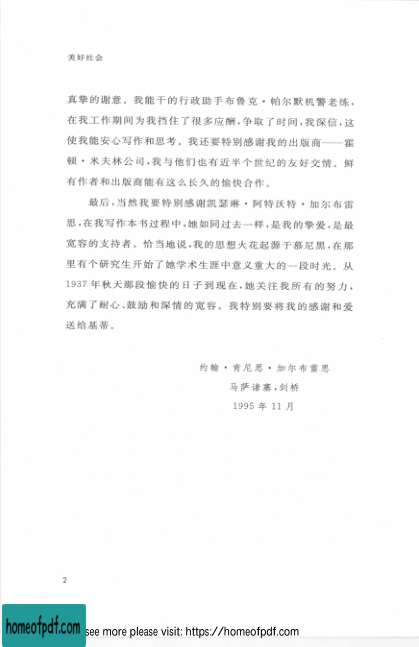 美好社会
真挚的谢意。我能干的行政助手布鲁克·帕尔默机警老练，
在我工作期间为我挡住了很多应酬，争取了时间，我深信，这
使我能安心写作和思考。我还要特别感谢我的出版商——霍
顿·米夫林公司，我与他们也有近半个世纪的友好交情。鲜
有作者和出版商能有这么长久的愉快合作。
最后，当然我要特别感谢凯瑟琳·阿特沃特·加尔布雷
思，在我写作本书过程中，她如同过去一样，是我的挚爱，是最
宽容的支持者。恰当地说，我的思想火花起源于慕尼黑，在那
里有个研究生开始了她学术生涯中意义重大的一段时光。从
1937年秋天那段愉快的日子到现在，她关注我所有的努力，
充满了耐心、鼓励和深情的宽容。我特别要将我的感谢和爱
送给基蒂。
约翰·肯尼思·加尔布雷思
马萨诸塞，剑桥
1995年11月
2
homeofpdf.com
see more please visit: https://homeofpdf.com